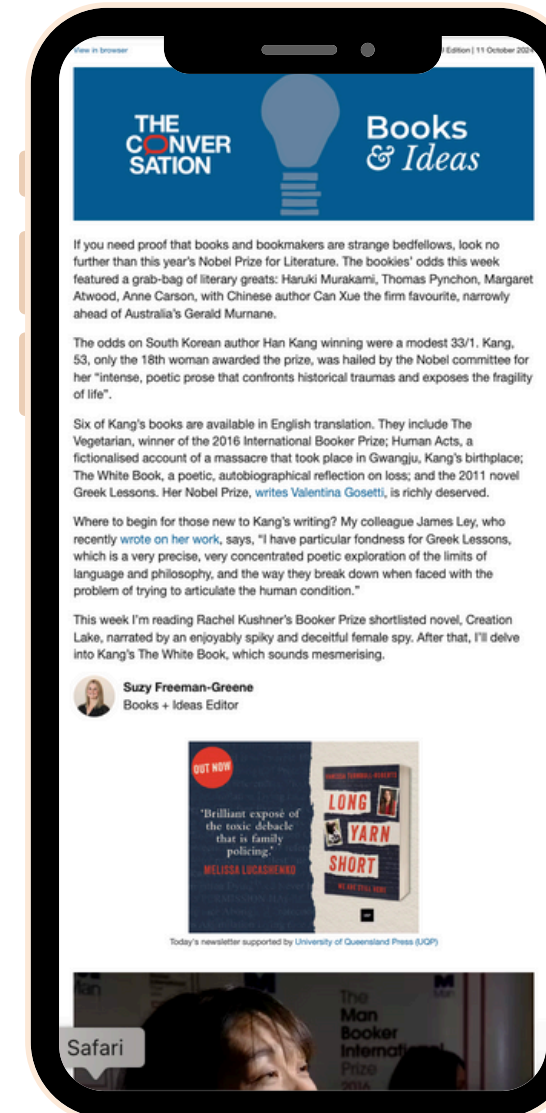 View in browser
l Edition | 11 October 2024
THE
CONVER
SATION
Books
& Ideas
If you need proof that books and bookmakers are strange bedfellows, look no
further than this year's Nobel Prize for Literature. The bookies' odds this week
featured a grab-bag of literary greats: Haruki Murakami, Thomas Pynchon, Margaret
Atwood, Anne Carson, with Chinese author Can Xue the firm favourite, narrowly
ahead of Australia's Gerald Murnane.
The odds on South Korean author Han Kang winning were a modest 33/1. Kang,
53, only the 18th woman awarded the prize, was hailed by the Nobel committee for
her “intense, poetic prose that confronts historical traumas and exposes the fragility
of life”.
Six of Kang's books are available in English translation. They include The
Vegetarian, winner of the 2016 International Booker Prize; Human Acts, a
fictionalised account of a massacre that took place in Gwangju, Kang's birthplace;
The White Book, a poetic, autobiographical reflection on loss; and the 2011 novel
Greek Lessons. Her Nobel Prize, writes Valentina Gosetti, is richly deserved.
Where to begin for those new to Kang's writing? My colleague James Ley, who
recently wrote on her work, says, “I have particular fondness for Greek Lessons,
which is a very precise, very concentrated poetic exploration of the limits of
language and philosophy, and the way they break down when faced with the
problem of trying to articulate the human condition.”
This week I'm reading Rachel Kushner's Booker Prize shortlisted novel, Creation
Lake, narrated by an enjoyably spiky and deceitful female spy. After that, I'll delve
into Kang's The White Book, which sounds mesmerising.
Suzy Freeman-Greene
Books + Ideas Editor
OUT NOW
'Brilliant exposé of
the toxic debacle
that is family
policing.'
MELISSA LUCASHENKO
VANESSA TURNBULL-ROBERTS
LONG
YARN
SHORT
WE ARE STILL HERE
UQP
Today's newsletter supported by University of Queensland Press (UQP)
Man
The
Man
Booker
International
Prize
2016
Safari